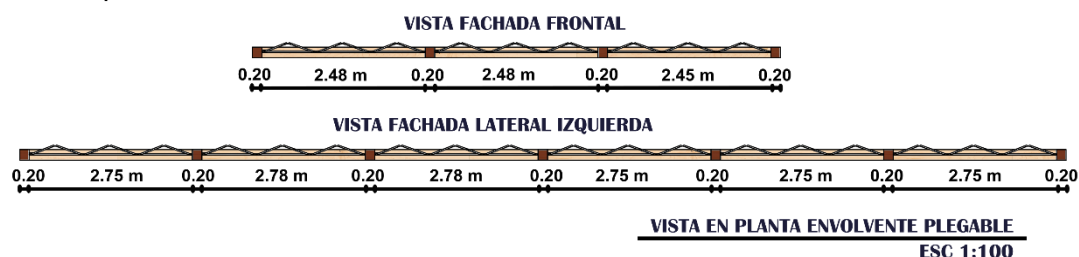 VISTA FACHADA FRONTAL
0.20 2.48 m 0.20 2.48 m 0.20 2.45 m 0.20
VISTA FACHADA LATERAL IZQUIERDA
0.20 2.75 m 0.20 2.78 m 0.20 2.78 m 0.20 2.75 m 0.20 2.75 m 0.20 2.75 m 0.20
VISTA EN PLANTA ENVOLVENTE PLEGABLE
ESC 1:100